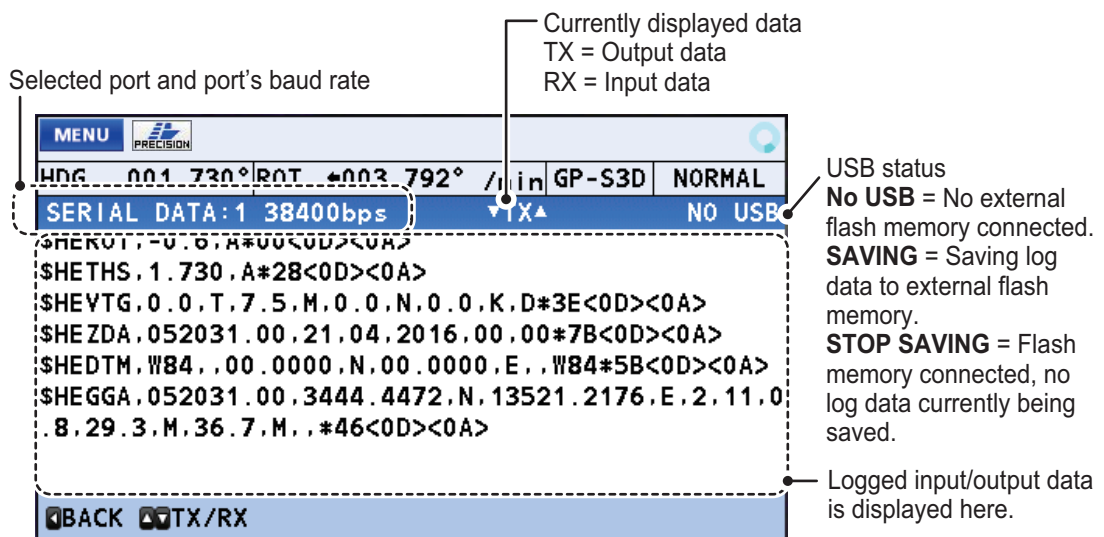 Currently displayed data
TX = Output data
RX = Input data
Selected port and port’s baud rate
MENU PRECISION
HDG 001.730° ROT ←003.792° /min GP-S3D NORMAL
SERIAL DATA:1 38400bps ▼TX▲ NO USB
$HEROT,-0.6,A*00<0D><0A>
$HETHS,1.730,A*28<0D><0A>
$HEVTG,0.0,T,7.5,M,0.0,N,0.0,K,D*3E<0D><0A>
$HEZDA,052031.00,21,04,2016,00,00*7B<0D><0A>
$HEDTM,W84,,00.0000,N,00.0000,E,,W84*5B<0D><0A>
$HEGGA,052031.00,3444.4472,N,13521.2176,E,2,11,0
.8,29.3,M,36.7,M,,*46<0D><0A>
◀BACK ▲▼TX/RX
USB status
No USB = No external
flash memory connected.
SAVING = Saving log
data to external flash
memory.
STOP SAVING = Flash
memory connected, no
log data currently being
saved.
Logged input/output data
is displayed here.